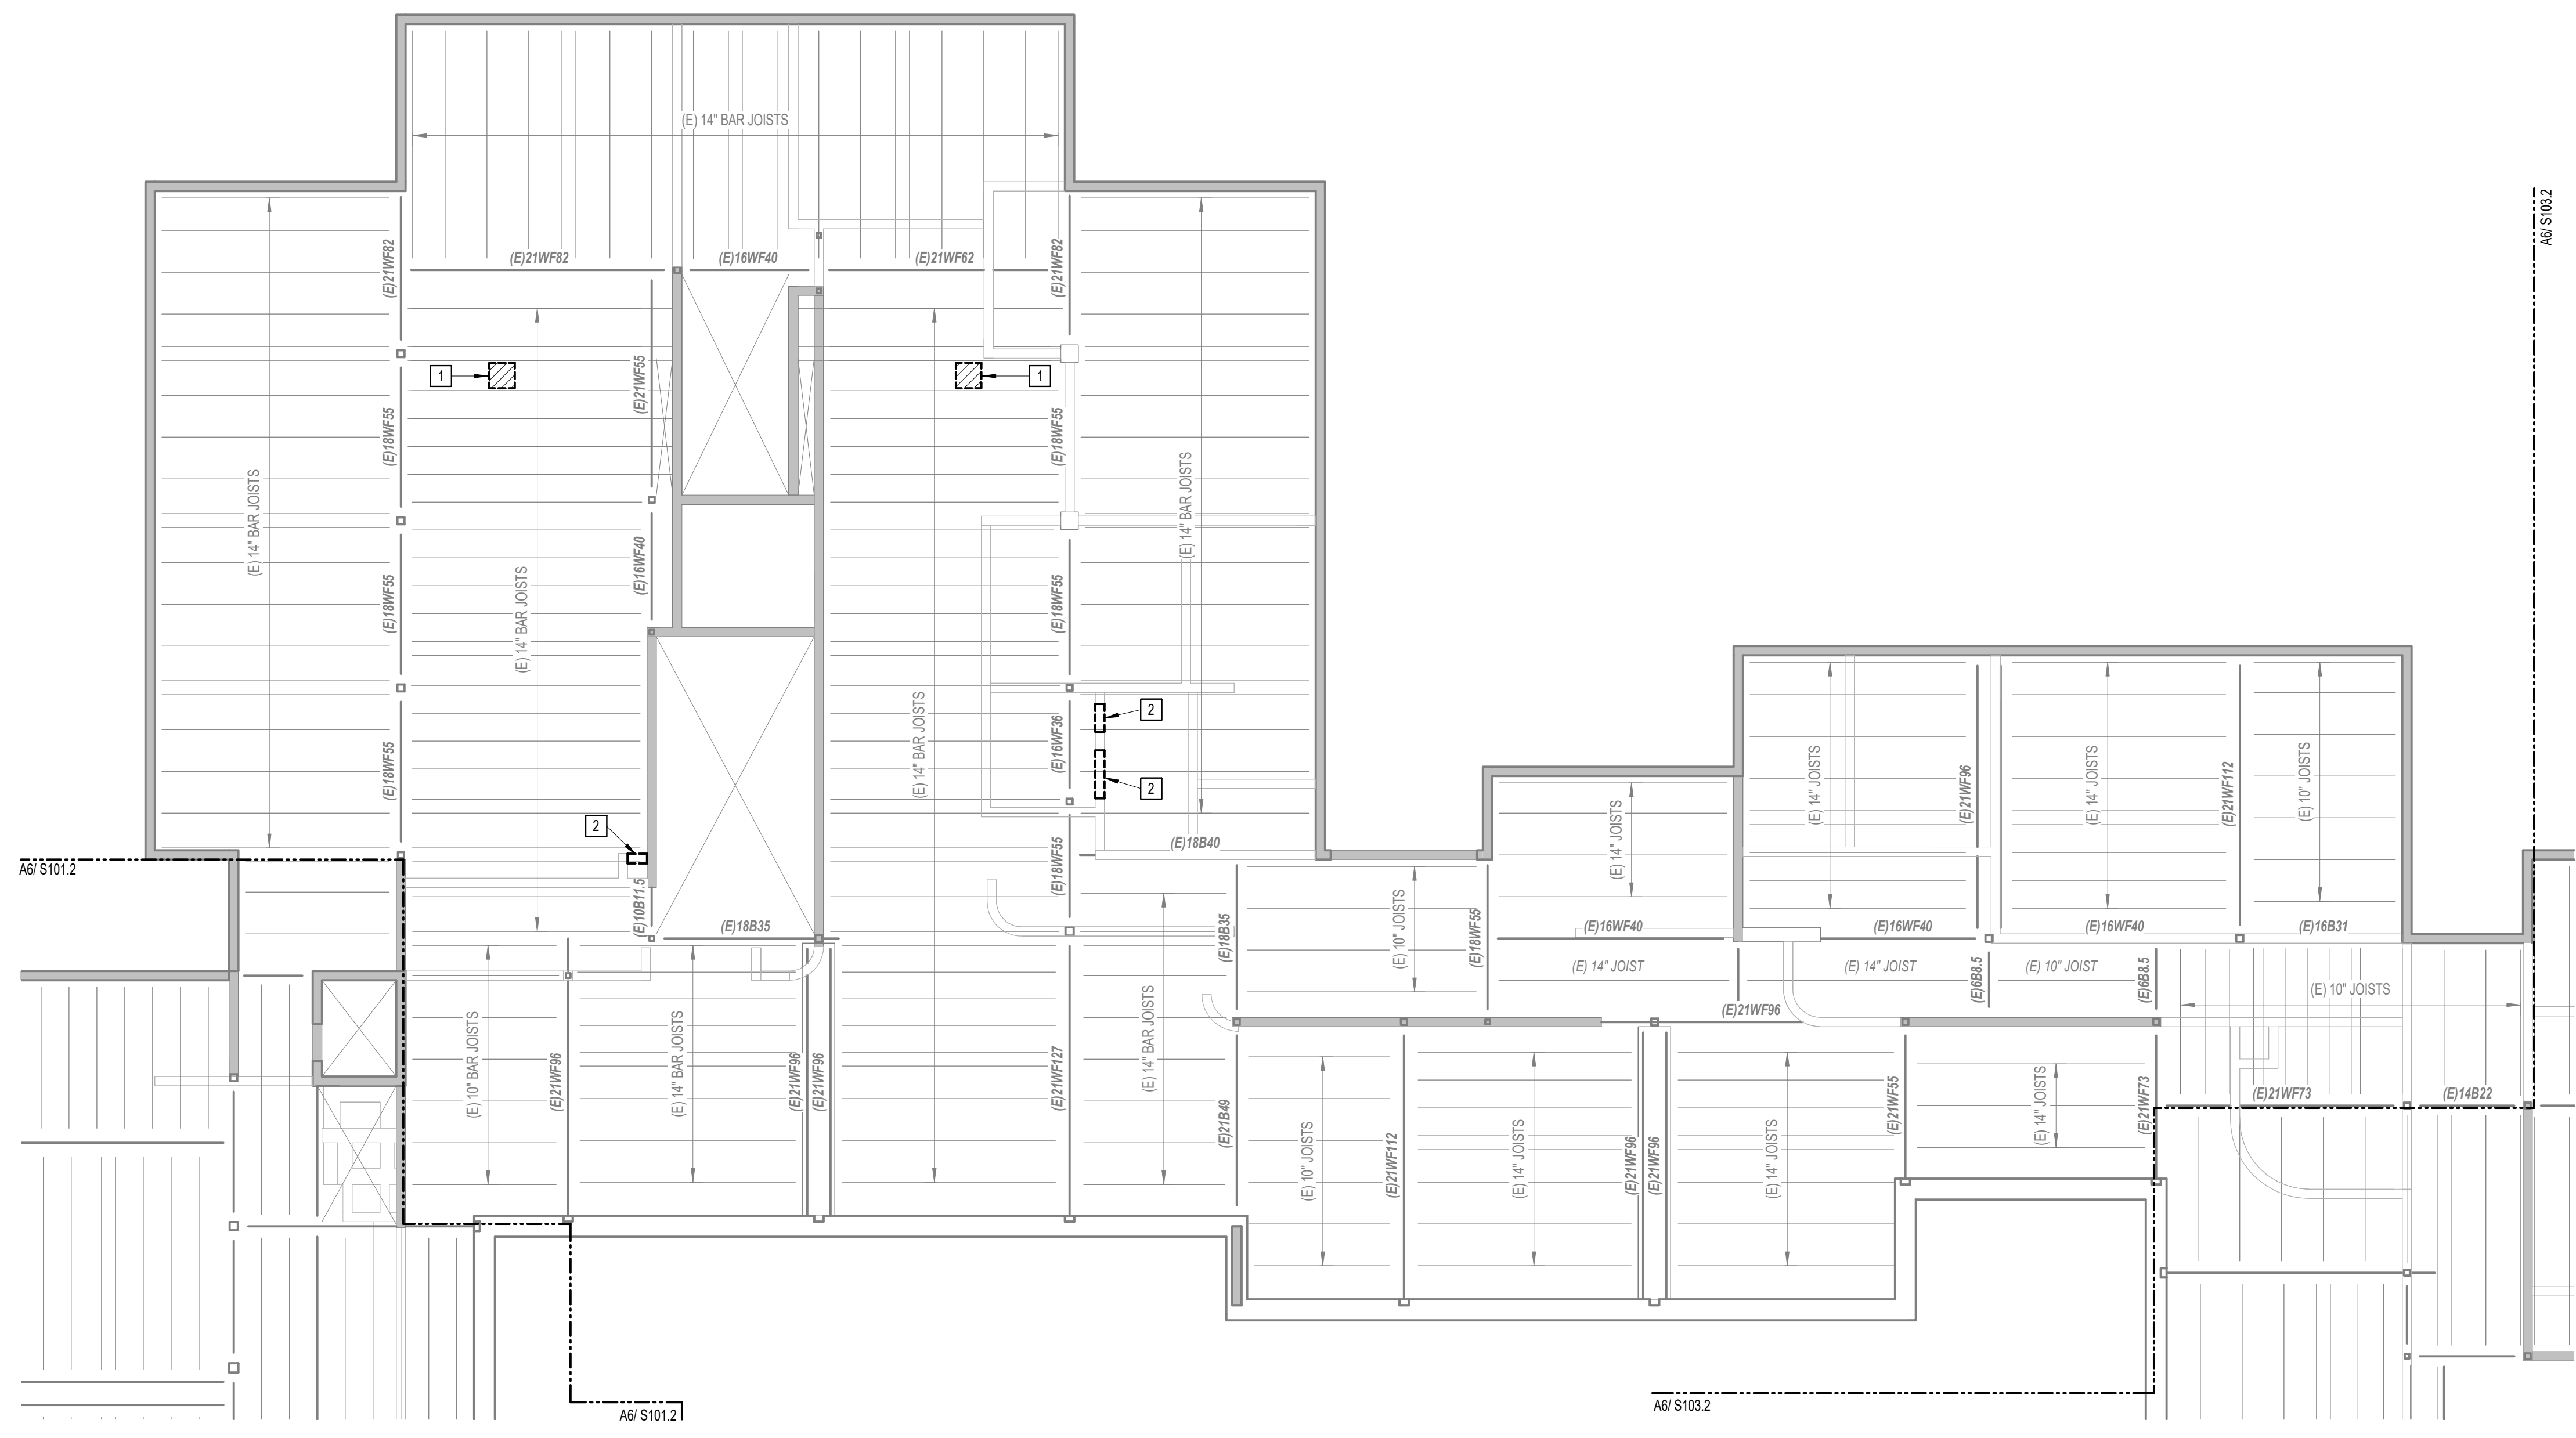 (E) 14" BAR JOISTS
A6/ S103.2
(E)21WF82
(E)21WF82
(E)16WF40
(E)21WF62
(E)21WF82
1
1
(E)21WF55
(E)18WF55
(E)18WF55
(E) 14" BAR JOISTS
(E) 14" BAR JOISTS
(E)16WF40
(E) 14" BAR JOISTS
(E)18WF55
(E)18WF55
2
(E)16WF36
(E) 14" BAR JOISTS
(E)18WF55
2
2
(E)18B40
(E)18WF55
A6/ S101.2
(E)10B11.5
(E)18B35
(E)18B35
(E) 10" JOISTS
(E)18WF55
(E) 14" JOISTS
(E) 14" JOISTS
(E)21WF96
(E) 14" JOISTS
(E)21WF112
(E) 10" JOISTS
(E)16WF40
(E)16WF40
(E)16WF40
(E)16B31
(E) 14" JOIST
(E) 14" JOIST
(E)6B8.5
(E) 10" JOIST
(E)6B8.5
(E) 10" JOISTS
(E)21WF96
(E) 10" BAR JOISTS
(E)21WF96
(E) 14" BAR JOISTS
(E)21WF96
(E)21WF96
(E)21WF127
(E) 14" BAR JOISTS
(E)21B49
(E) 10" JOISTS
(E)21WF112
(E) 14" JOISTS
(E)21WF96
(E)21WF96
(E) 14" JOISTS
(E)21WF55
(E) 14" JOISTS
(E)21WF73
(E)21WF73
(E)14B22
A6/ S101.2
A6/ S103.2